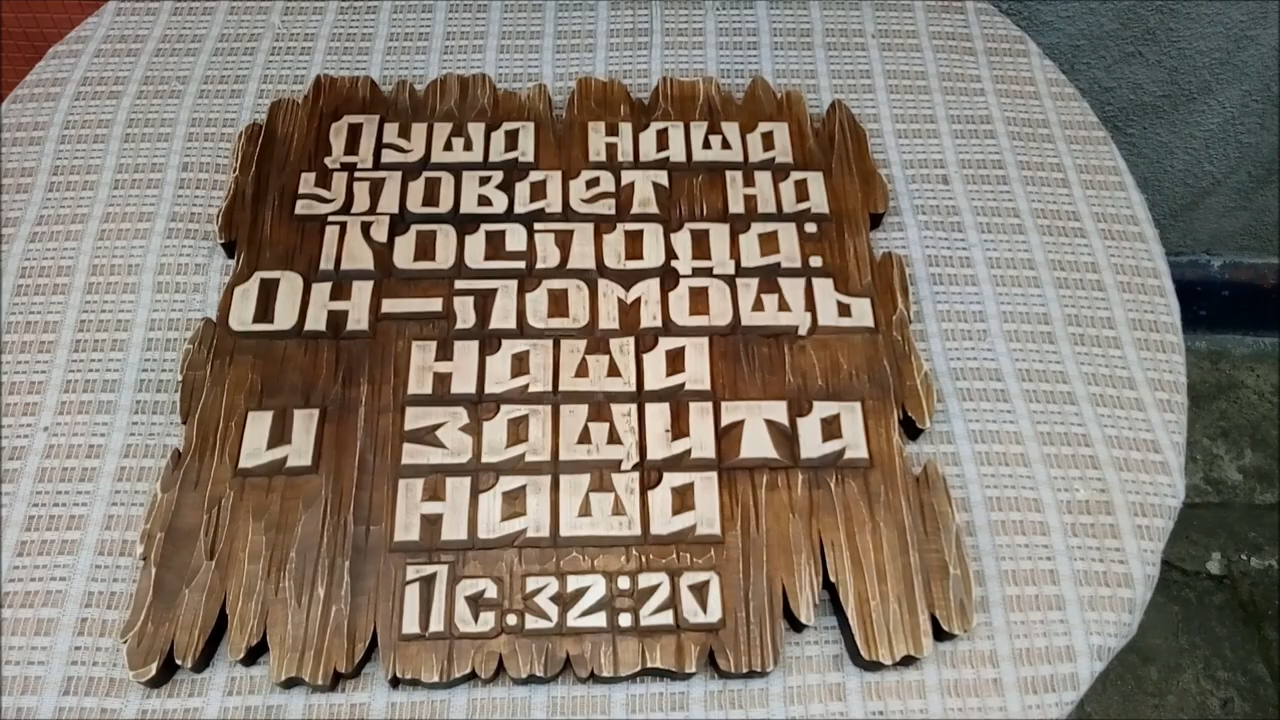 Душа наша
уповает на
Господа:
Он-помощь
наша
и защита
наша
Пс.32:20